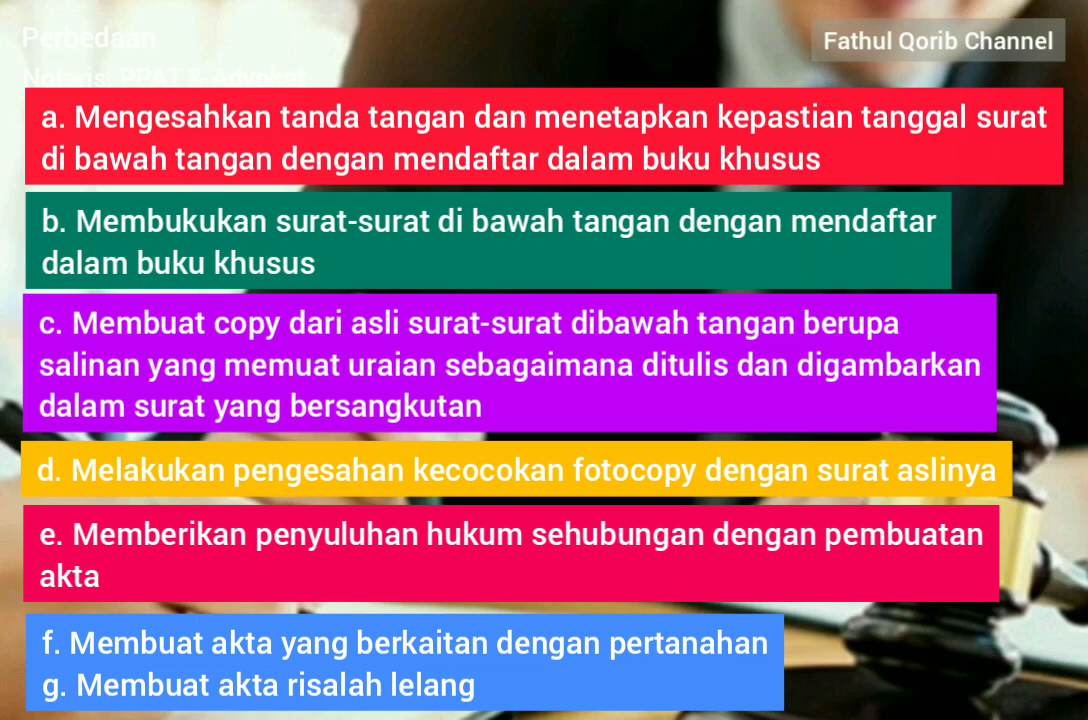 Perbedaan
Fathul Qorib Channel
Notaris, PPAT & Advokat
a. Mengesahkan tanda tangan dan menetapkan kepastian tanggal surat
di bawah tangan dengan mendaftar dalam buku khusus
b. Membukukan surat-surat di bawah tangan dengan mendaftar
dalam buku khusus
c. Membuat copy dari asli surat-surat dibawah tangan berupa
salinan yang memuat uraian sebagaimana ditulis dan digambarkan
dalam surat yang bersangkutan
d. Melakukan pengesahan kecocokan fotocopy dengan surat aslinya
e. Memberikan penyuluhan hukum sehubungan dengan pembuatan
akta
f. Membuat akta yang berkaitan dengan pertanahan
g. Membuat akta risalah lelang